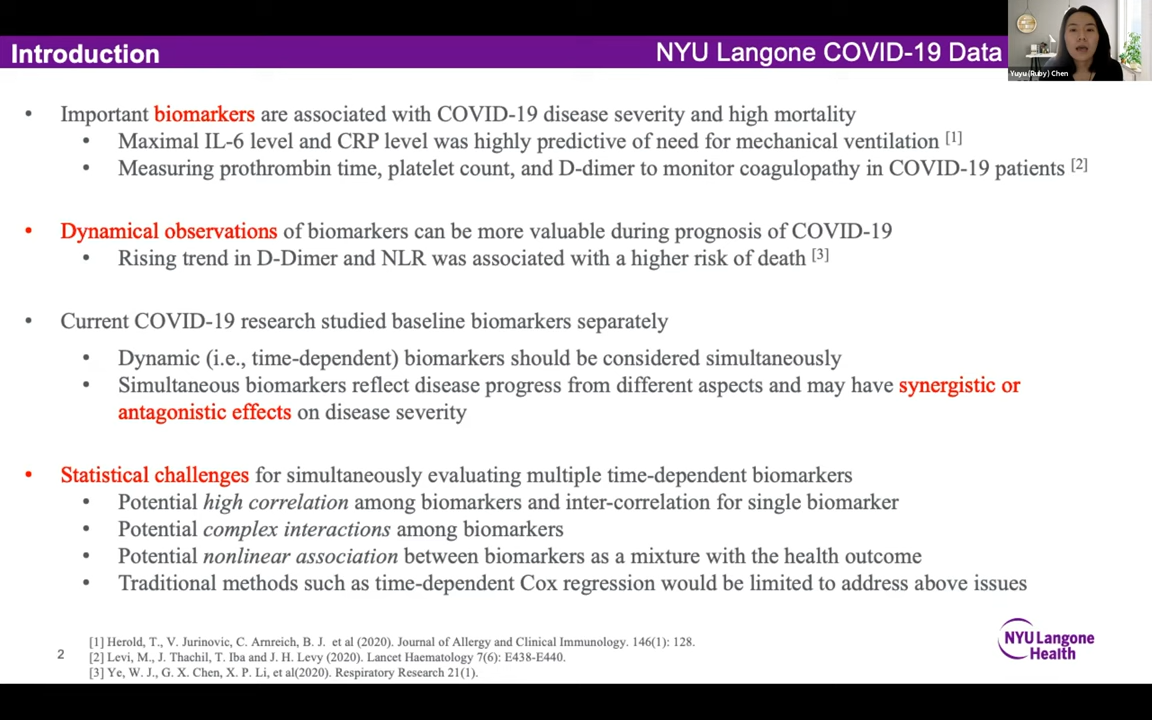 Introduction
NYU Langone COVID-19 Data
Yuyu (Ruby) Chen
• Important biomarkers are associated with COVID-19 disease severity and high mortality
• Maximal IL-6 level and CRP level was highly predictive of need for mechanical ventilation [1]
• Measuring prothrombin time, platelet count, and D-dimer to monitor coagulopathy in COVID-19 patients [2]
• Dynamical observations of biomarkers can be more valuable during prognosis of COVID-19
• Rising trend in D-Dimer and NLR was associated with a higher risk of death [3]
• Current COVID-19 research studied baseline biomarkers separately
• Dynamic (i.e., time-dependent) biomarkers should be considered simultaneously
• Simultaneous biomarkers reflect disease progress from different aspects and may have synergistic or
antagonistic effects on disease severity
• Statistical challenges for simultaneously evaluating multiple time-dependent biomarkers
• Potential high correlation among biomarkers and inter-correlation for single biomarker
• Potential complex interactions among biomarkers
• Potential nonlinear association between biomarkers as a mixture with the health outcome
• Traditional methods such as time-dependent Cox regression would be limited to address above issues
[1] Herold, T., V. Jurinovic, C. Arnreich, B. J. et al (2020). Journal of Allergy and Clinical Immunology. 146(1): 128.
2 [2] Levi, M., J. Thachil, T. Iba and J. H. Levy (2020). Lancet Haematology 7(6): E438-E440.
[3] Ye, W. J., G. X. Chen, X. P. Li, et al(2020). Respiratory Research 21(1).
NYU Langone
Health